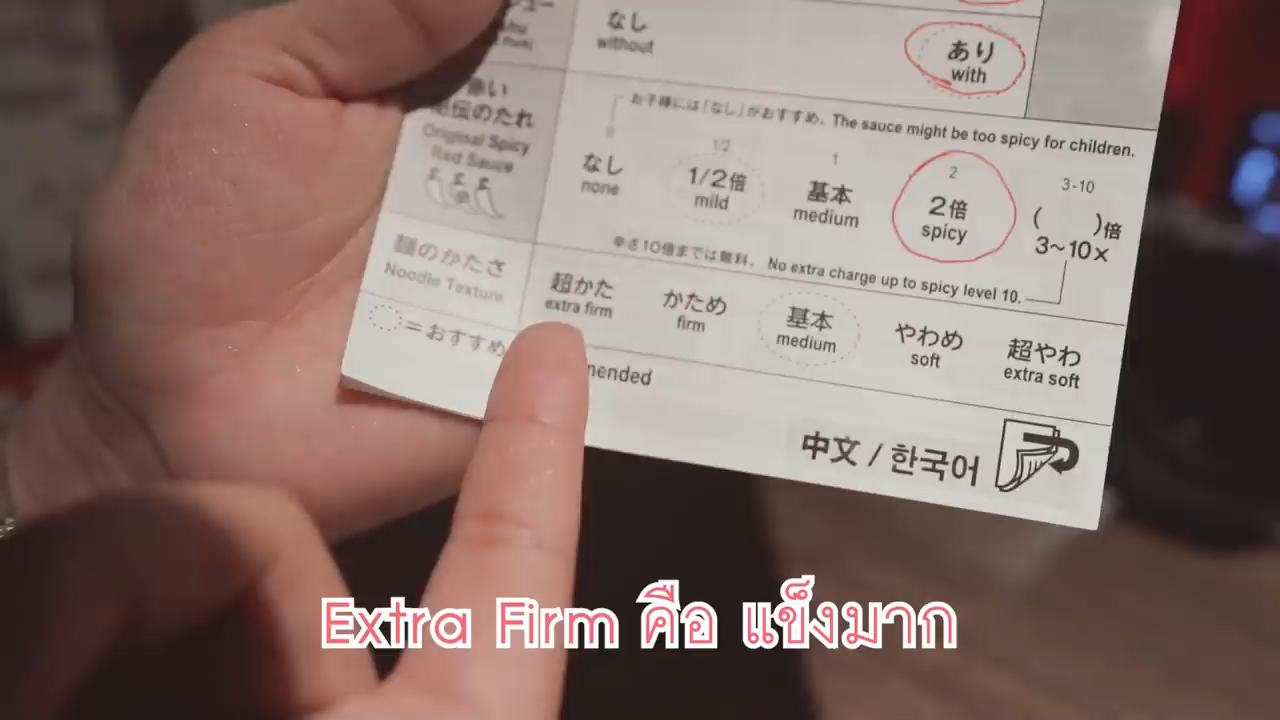 なし
without
あり
with
のたれ
Original Spicy
Red Sauce
お子様には「なし」がおすすめ。 The sauce might be too spicy for children.
0
なし
none
1/2
1/2倍
mild
1
基本
medium
2
2倍
spicy
3-10
( )倍
3~10×
辛さ10倍までは無料。 No extra charge up to spicy level 10.
麺のかたさ
Noodle Texture
超かた
extra firm
かため
firm
基本
medium
やわめ
soft
超やわ
extra soft
=おすすめ
mended
中文 / 한국어
Extra Firm คือ แข็งมาก